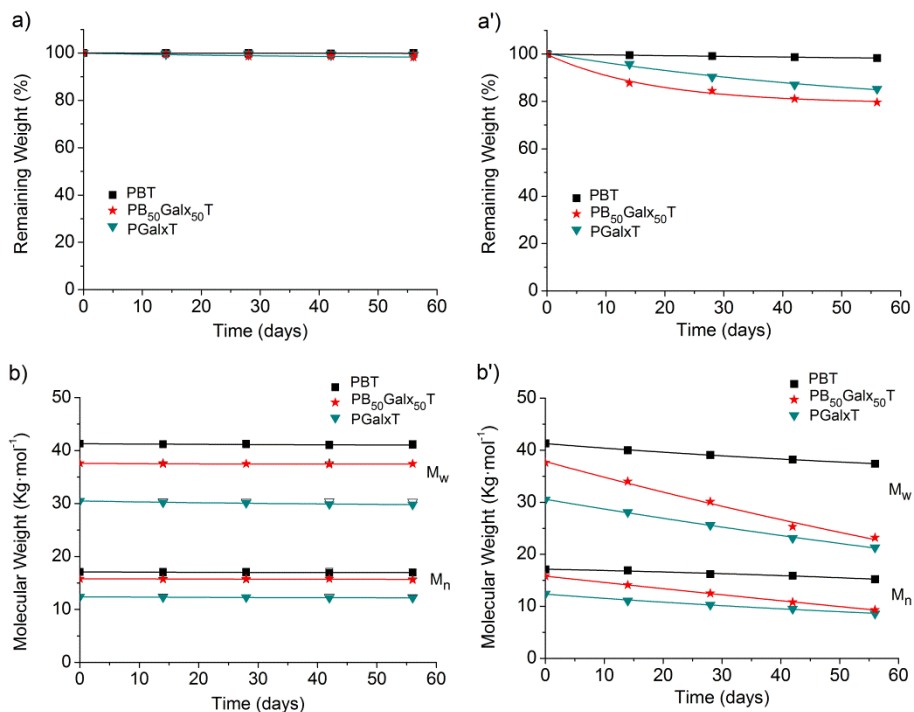 a)
100
80
60
40
20
0
Remaining Weight (%)
PBT
PB₅₀Galx₅₀T
PGalxT
0 10 20 30 40 50 60
Time (days)
a')
100
80
60
40
20
0
Remaining Weight (%)
PBT
PB₅₀Galx₅₀T
PGalxT
0 10 20 30 40 50 60
Time (days)
b)
PBT
PB₅₀Galx₅₀T
PGalxT
50
40
30
20
10
0
Molecular Weight (Kg·mol⁻¹)
M_w
M_n
0 10 20 30 40 50 60
Time (days)
b')
PBT
PB₅₀Galx₅₀T
PGalxT
50
40
30
20
10
0
Molecular Weight (Kg·mol⁻¹)
M_w
M_n
0 10 20 30 40 50 60
Time (days)